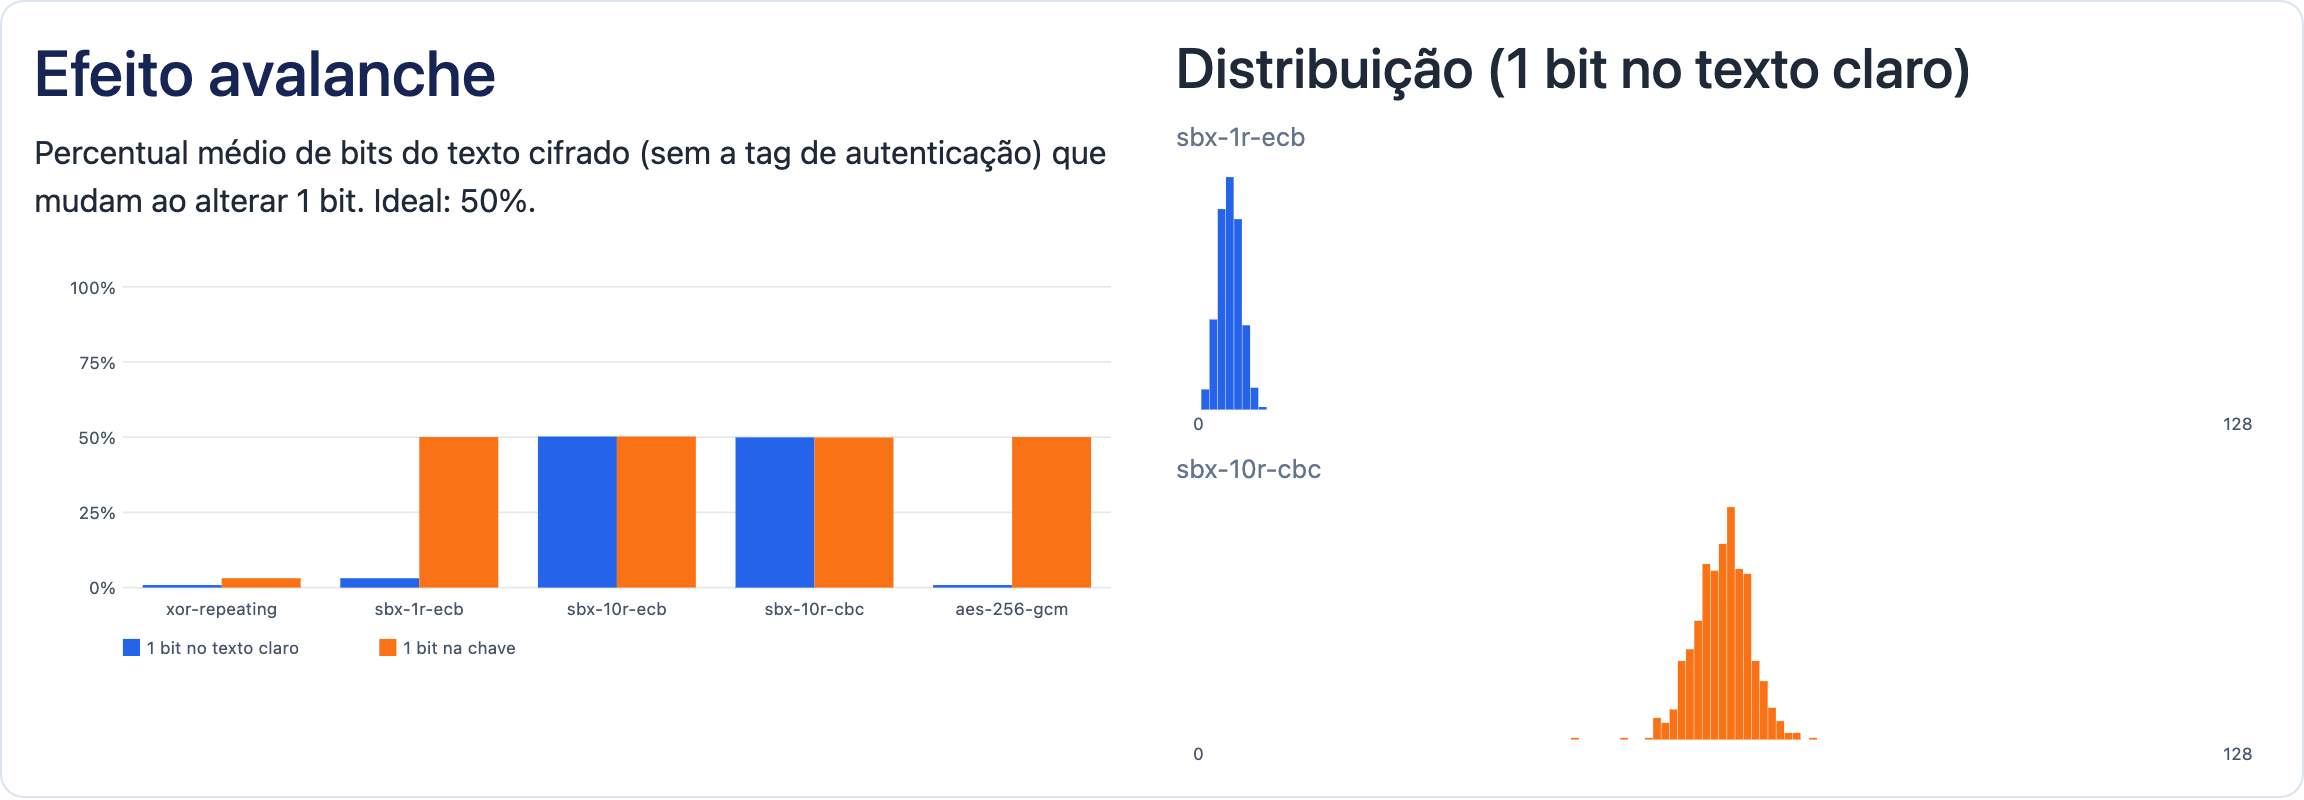 Efeito avalanche
Percentual médio de bits do texto cifrado (sem a tag de autenticação) que
mudam ao alterar 1 bit. Ideal: 50%.
100%
75%
50%
25%
0%
xor-repeating
sbx-1r-ecb
sbx-10r-ecb
sbx-10r-cbc
aes-256-gcm
1 bit no texto claro
1 bit na chave
Distribuição (1 bit no texto claro)
sbx-1r-ecb
0
128
sbx-10r-cbc
0
128